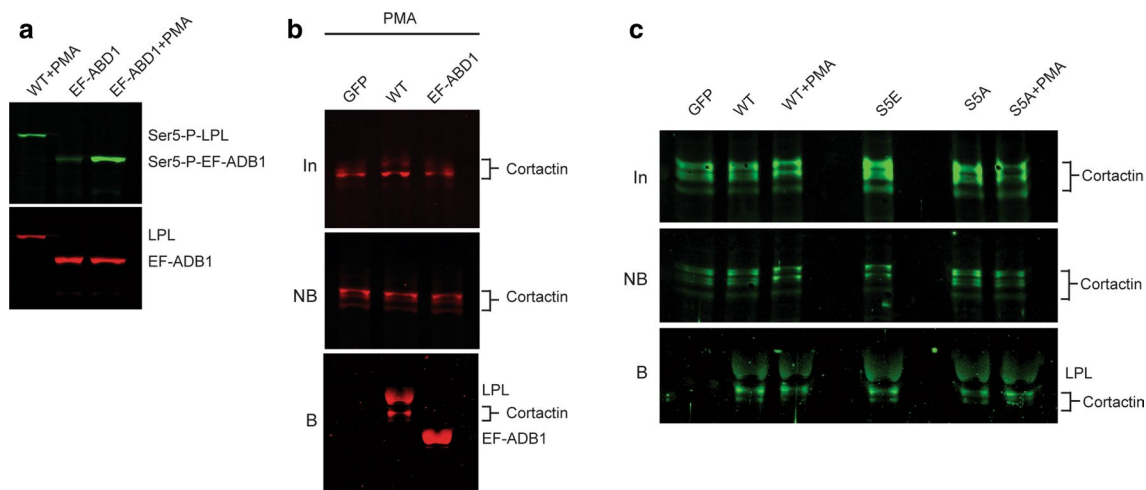 a
WT+PMA
EF-ABD1
EF-ABD1+PMA
Ser5-P-LPL
Ser5-P-EF-ADB1
LPL
EF-ADB1
b
PMA
GFP
WT
EF-ABD1
In
Cortactin
NB
Cortactin
B
LPL
Cortactin
EF-ADB1
c
GFP
WT
WT+PMA
S5E
S5A
S5A+PMA
In
Cortactin
NB
Cortactin
B
LPL
Cortactin